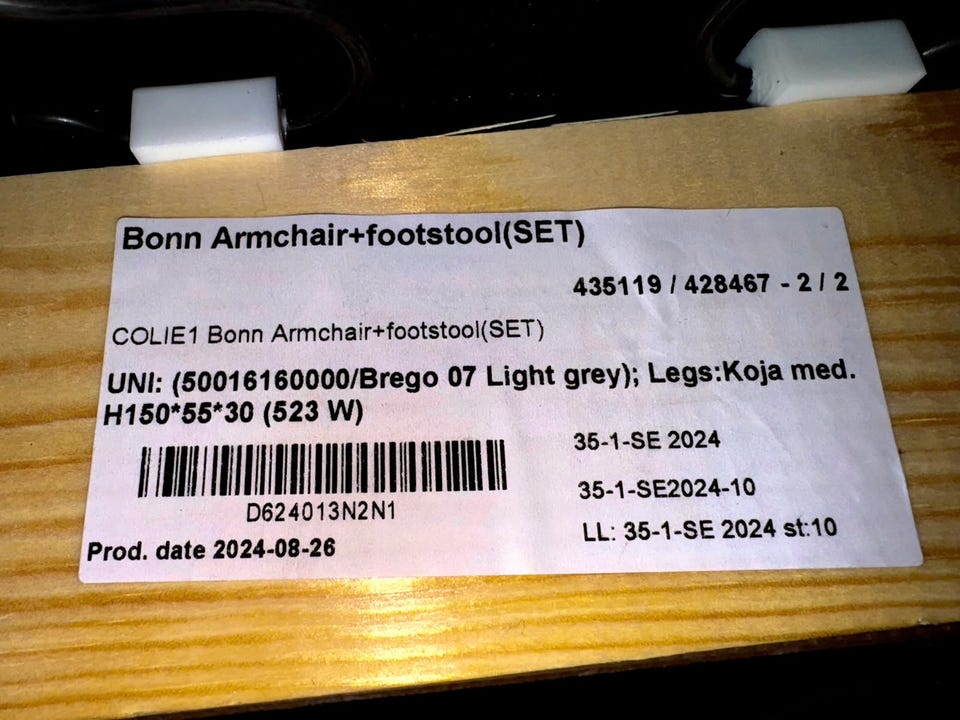 Bonn Armchair+footstool(SET)
435119 / 428467 - 2 / 2
COLIE1 Bonn Armchair+footstool(SET)
UNI: (50016160000/Brego 07 Light grey); Legs:Koja med.
H150*55*30 (523 W)
35-1-SE 2024
D624013N2N1
35-1-SE2024-10
LL: 35-1-SE 2024 st:10
Prod. date 2024-08-26